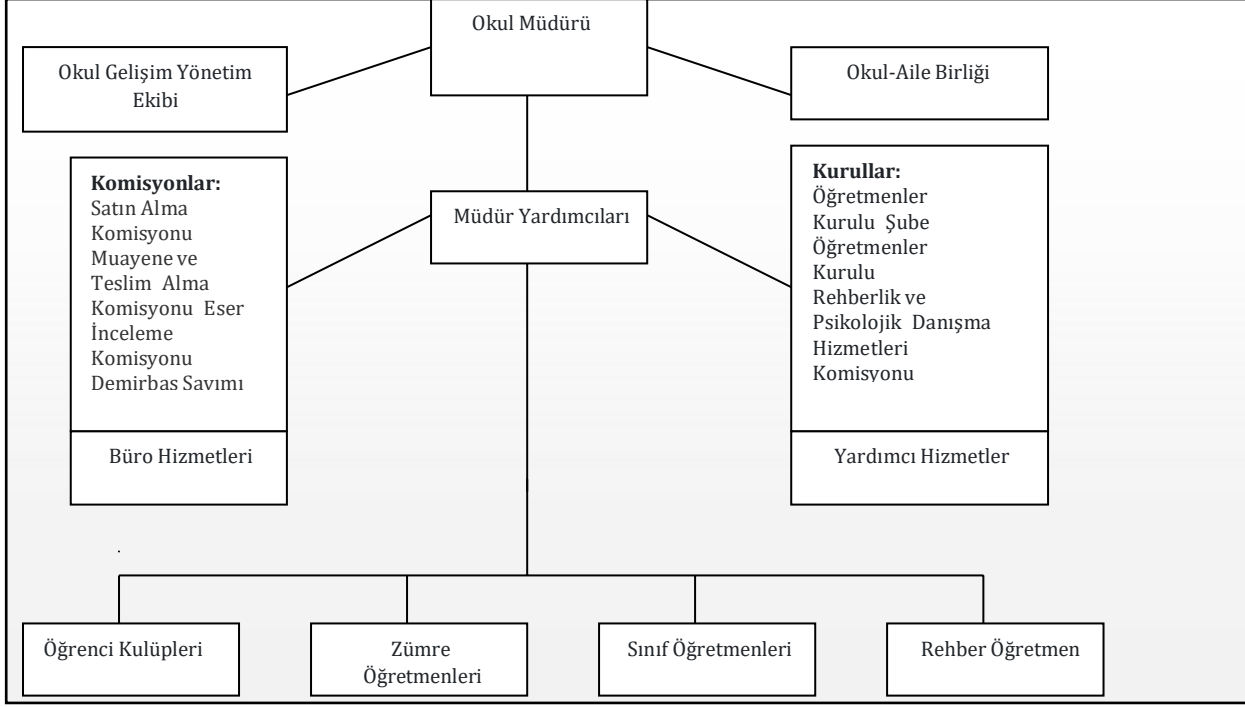 Okul Müdürü
Okul Gelişim Yönetim
Ekibi
Okul-Aile Birliği
Komisyonlar:
Satın Alma
Komisyonu
Muayene ve
Teslim Alma
Komisyonu Eser
İnceleme
Komisyonu
Demirbas Savımı
Müdür Yardımcıları
Kurullar:
Öğretmenler
Kurulu Şube
Öğretmenler
Kurulu
Rehberlik ve
Psikolojik Danışma
Hizmetleri
Komisyonu
Büro Hizmetleri
Yardımcı Hizmetler
Öğrenci Kulüpleri
Zümre
Öğretmenleri
Sınıf Öğretmenleri
Rehber Öğretmen